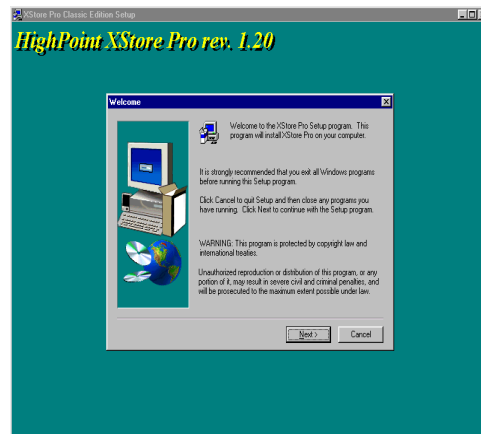 XStore Pro Classic Edition Setup
HighPoint XStore Pro rev. 1.20
Welcome
Welcome to the XStore Pro Setup program. This
program will install XStore Pro on your computer.
It is strongly recommended that you exit all Windows programs
before running this Setup program.
Click Cancel to quit Setup and then close any programs you
have running. Click Next to continue with the Setup program.
WARNING: This program is protected by copyright law and
international treaties.
Unauthorized reproduction or distribution of this program, or any
portion of it, may result in severe civil and criminal penalties, and
will be prosecuted to the maximum extent possible under law.
Next >
Cancel